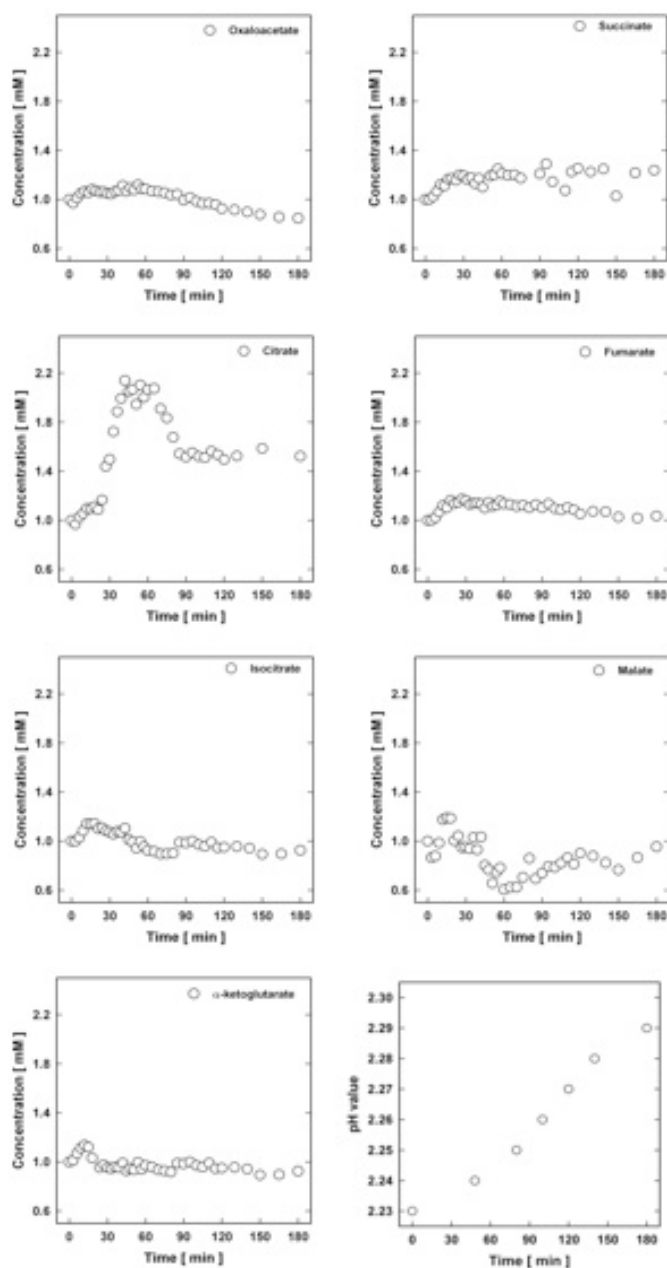 Oxaloacetate
Concentration [ mM ]
2.2
1.8
1.4
1.0
0.6
0 30 60 90 120 150 180
Time [ min ]
Succinate
Concentration [ mM ]
2.2
1.8
1.4
1.0
0.6
0 30 60 90 120 150 180
Time [ min ]
Citrate
Concentration [ mM ]
2.2
1.8
1.4
1.0
0.6
0 30 60 90 120 150 180
Time [ min ]
Fumarate
Concentration [ mM ]
2.2
1.8
1.4
1.0
0.6
0 30 60 90 120 150 180
Time [ min ]
Isocitrate
Concentration [ mM ]
2.2
1.8
1.4
1.0
0.6
0 30 60 90 120 150 180
Time [ min ]
Malate
Concentration [ mM ]
2.2
1.8
1.4
1.0
0.6
0 30 60 90 120 150 180
Time [ min ]
α-ketoglutarate
Concentration [ mM ]
2.2
1.8
1.4
1.0
0.6
0 30 60 90 120 150 180
Time [ min ]
pH value
2.30
2.29
2.28
2.27
2.26
2.25
2.24
2.23
0 30 60 90 120 150 180
Time [ min ]